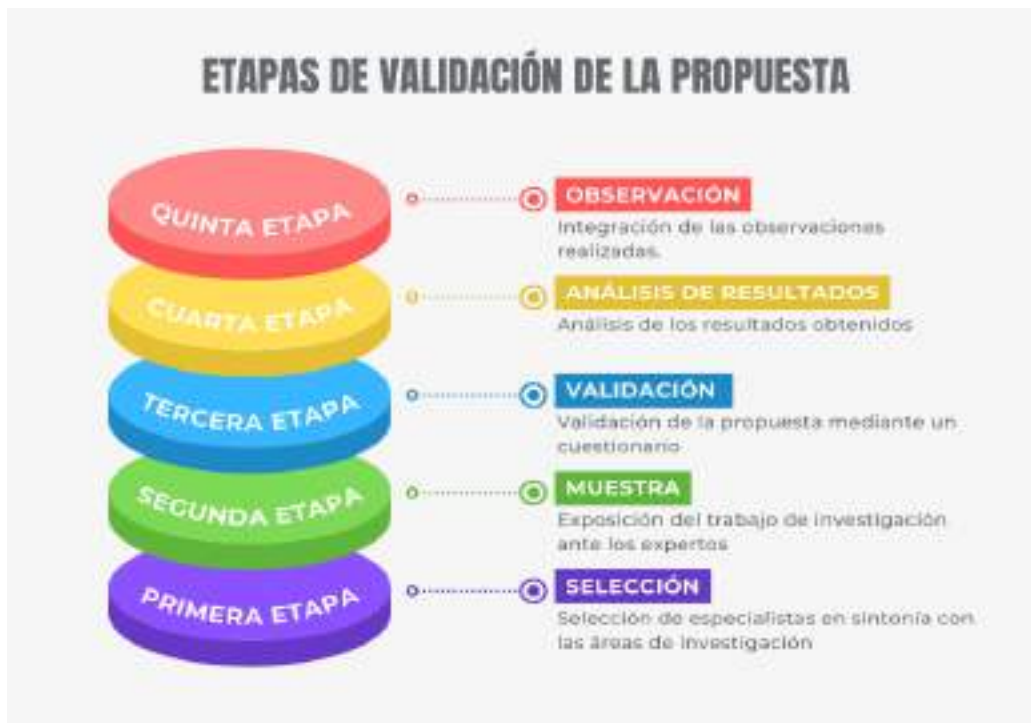 ETAPAS DE VALIDACIÓN DE LA PROPUESTA
QUINTA ETAPA
OBSERVACIÓN
Integración de las observaciones
realizadas.
CUARTA ETAPA
ANÁLISIS DE RESULTADOS
Análisis de los resultados obtenidos
TERCERA ETAPA
VALIDACIÓN
Validación de la propuesta mediante un
cuestionario
SEGUNDA ETAPA
MUESTRA
Exposición del trabajo de investigación
ante los expertos
PRIMERA ETAPA
SELECCIÓN
Selección de especialistas en sintonía con
las áreas de investigación